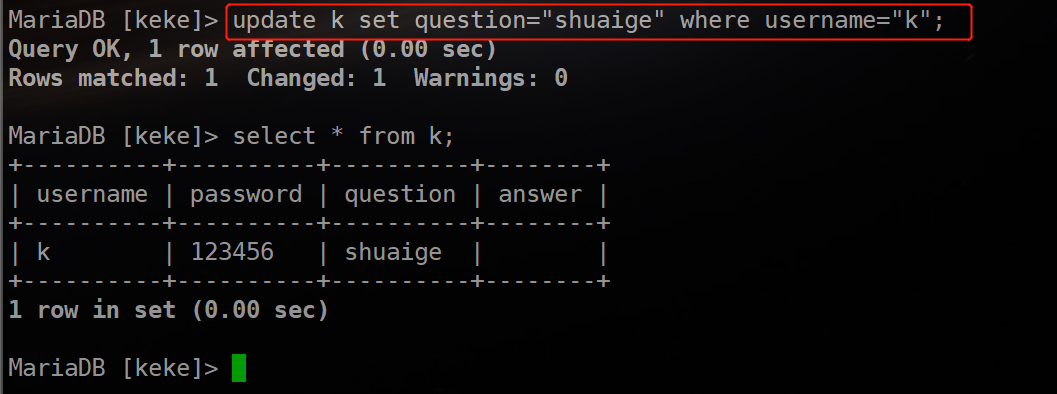 MariaDB [keke]> update k set question="shuaige" where username="k";
Query OK, 1 row affected (0.00 sec)
Rows matched: 1  Changed: 1  Warnings: 0
MariaDB [keke]> select * from k;
+----------+----------+----------+--------+
| username | password | question | answer |
+----------+----------+----------+--------+
| k        | 123456   | shuaige  |        |
+----------+----------+----------+--------+
1 row in set (0.00 sec)
MariaDB [keke]>